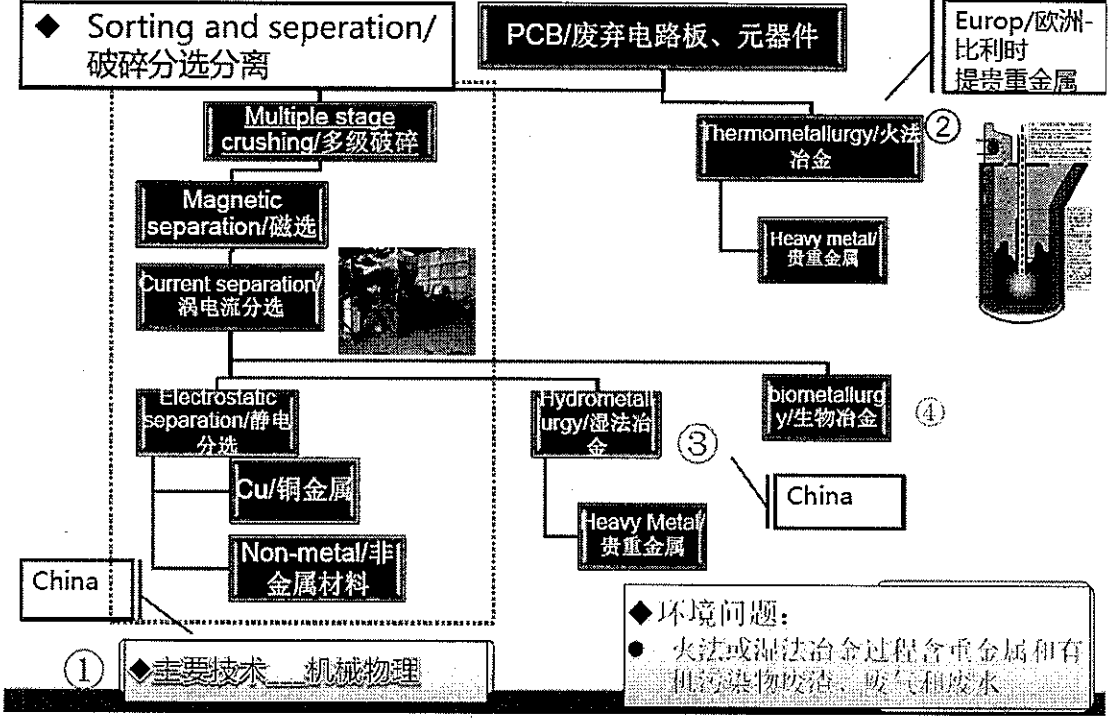 ◆ Sorting and seperation/
破碎分选分离
PCB/废弃电路板、元器件
Europ/欧洲-
比利时
提贵重金属
Multiple stage
crushing/多级破碎
Thermometallurgy/火法
冶金
②
Magnetic
separation/磁选
Heavy metal/
贵重金属
Current separation/
涡电流分选
Electrostatic
separation/静电
分选
Hydrometall
urgy/湿法冶
金
③
biometallurg
y/生物冶金
④
Cu/铜金属
China
Heavy Metal/
贵重金属
Non-metal/非
金属材料
China
①
◆主要技术__机械物理
◆环境问题：
● 火法或湿法冶金过程含重金属和有
机污染物废渣、废气和废水